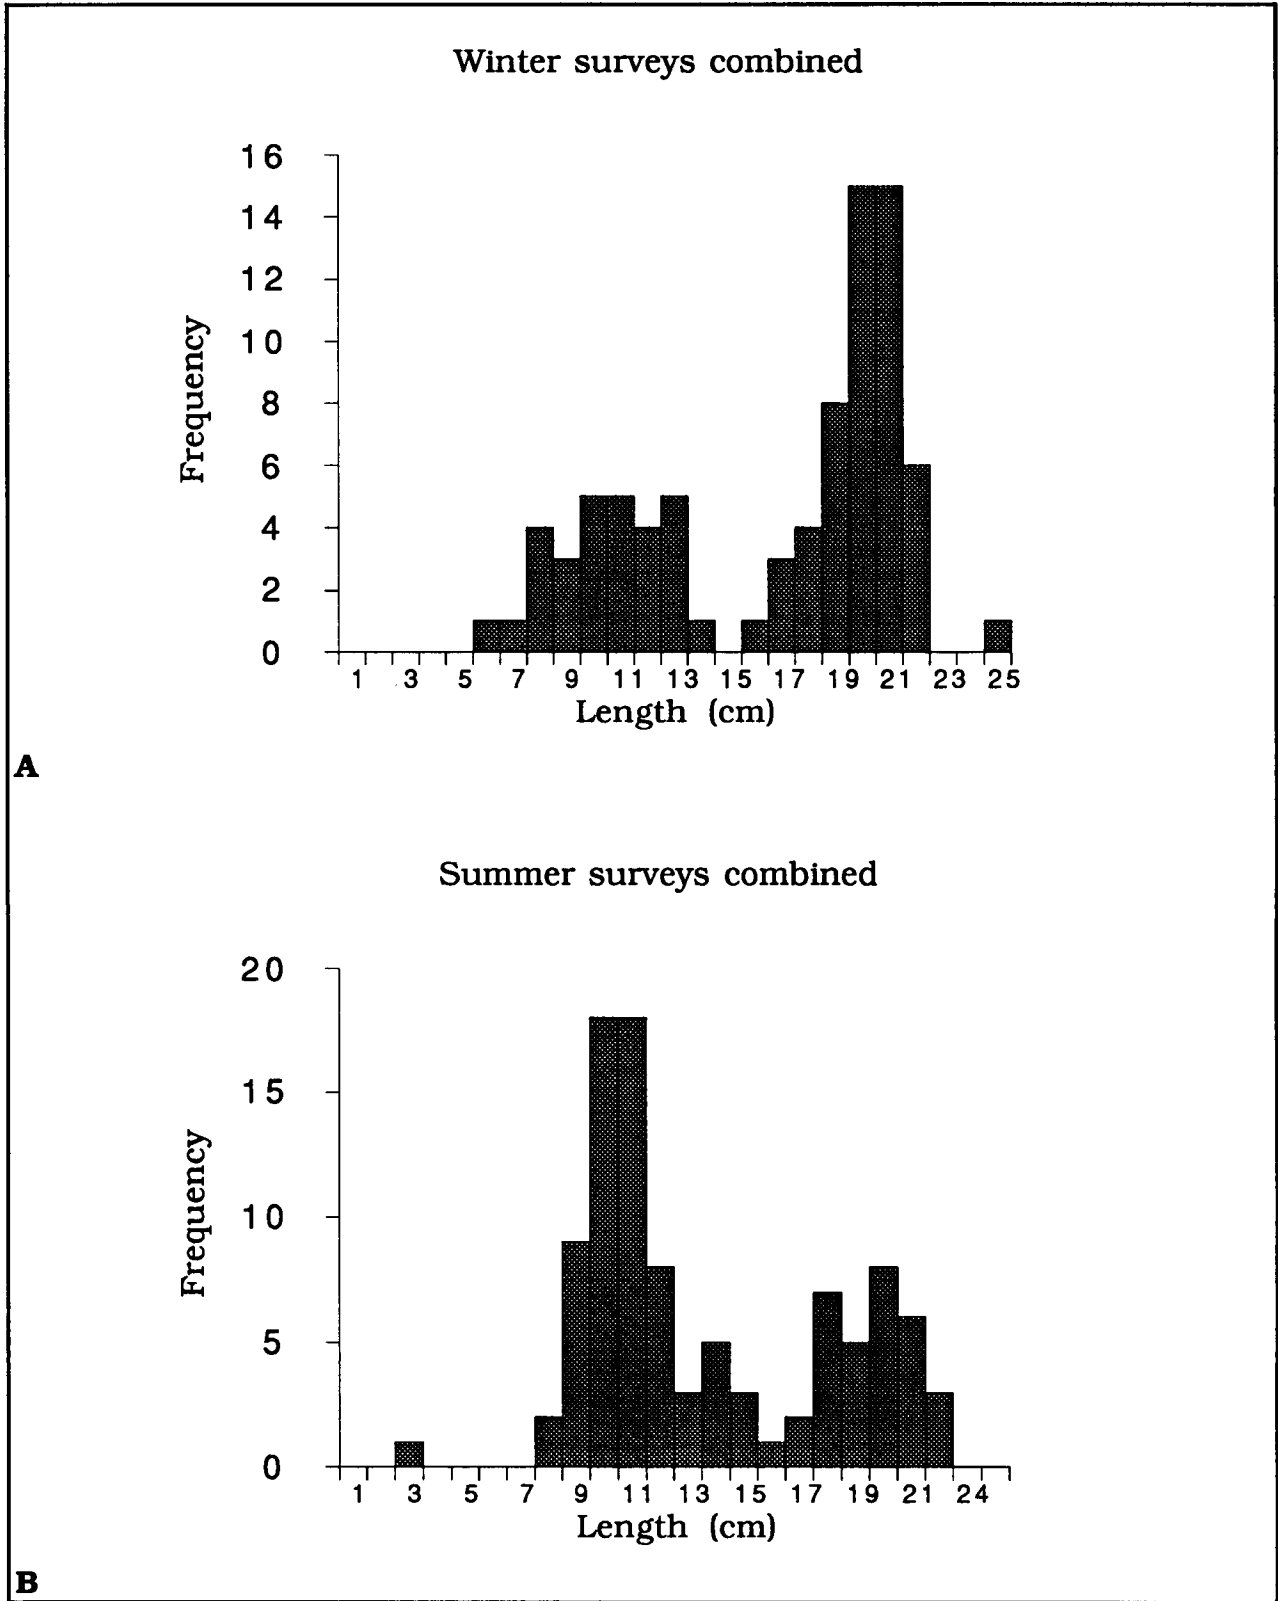 Winter surveys combined
16
14
12
10
8
6
4
2
0
Frequency
1 3 5 7 9 11 13 15 17 19 21 23 25
Length (cm)
A
Summer surveys combined
20
15
10
5
0
Frequency
1 3 5 7 9 11 13 15 17 19 21 24
Length (cm)
B